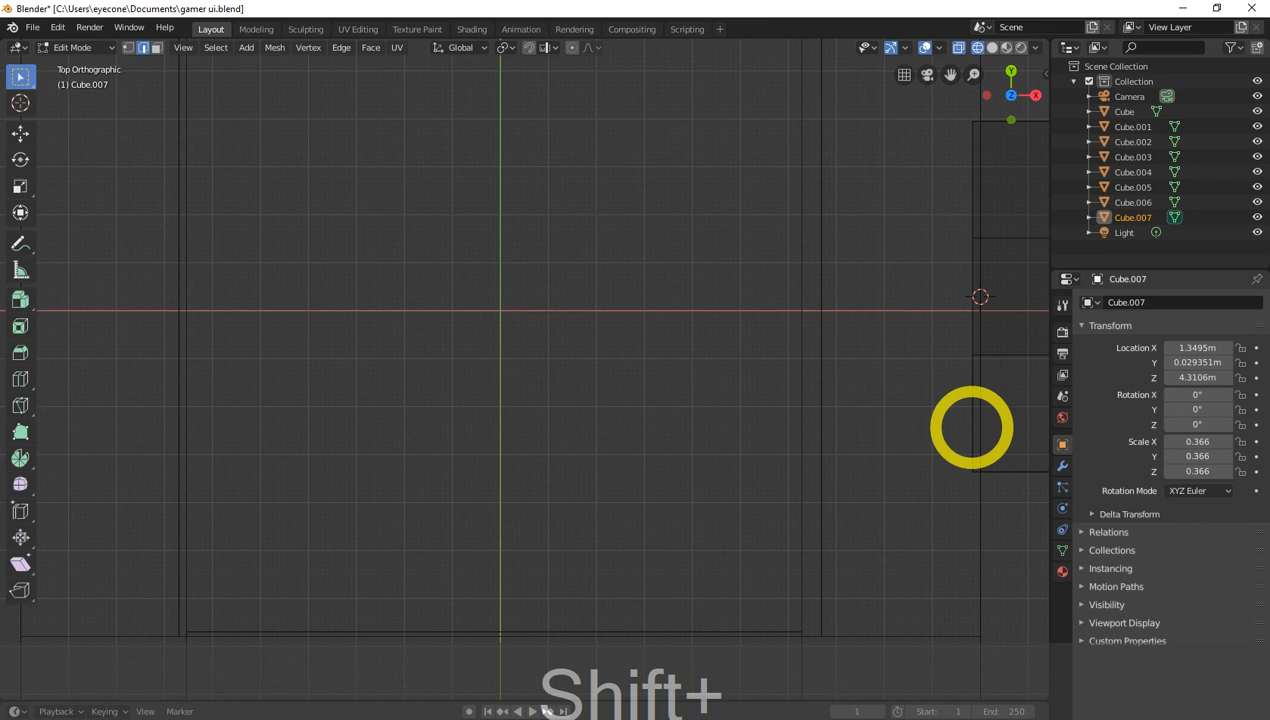 Blender* [C:\Users\eyecone\Documents\gamer ui.blend]
File Edit Render Window Help Layout Modeling Sculpting UV Editing Texture Paint Shading Animation Rendering Compositing Scripting + Scene View Layer
Edit Mode View Select Add Mesh Vertex Edge Face UV Global
Top Orthographic
(1) Cube.007
Y
Z X
Scene Collection
Collection
Camera
Cube
Cube.001
Cube.002
Cube.003
Cube.004
Cube.005
Cube.006
Cube.007
Light
Cube.007
Cube.007
Transform
Location X 1.3495m
Y 0.029351m
Z 4.3106m
Rotation X 0°
Y 0°
Z 0°
Scale X 0.366
Y 0.366
Z 0.366
Rotation Mode XYZ Euler
Delta Transform
Relations
Collections
Instancing
Motion Paths
Visibility
Viewport Display
Custom Properties
Shift+
Playback Keying View Marker 1 Start: 1 End: 250